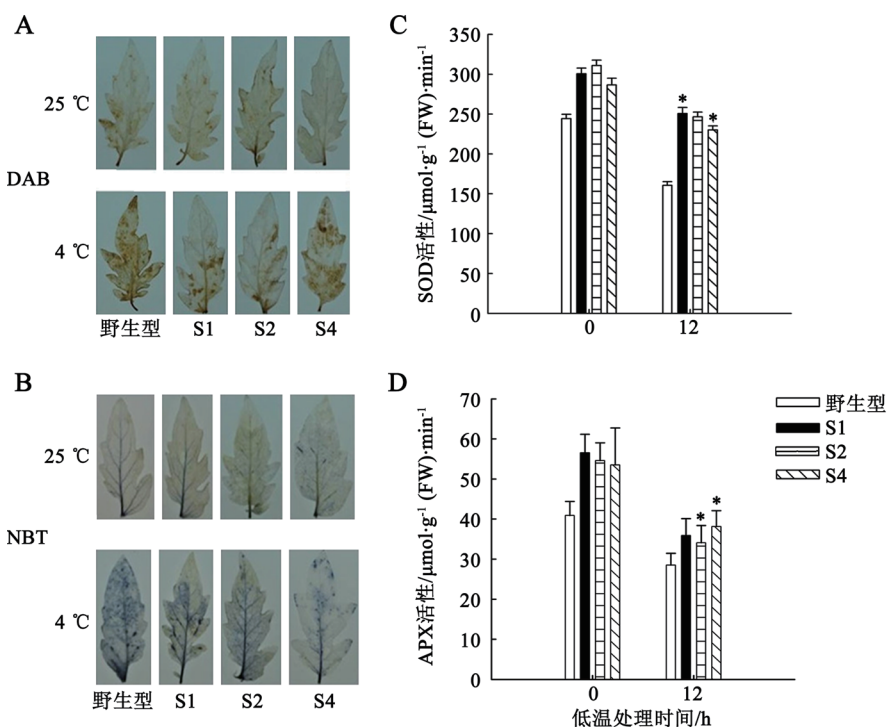 A
25 ℃
DAB
4 ℃
野生型 S1 S2 S4
B
25 ℃
NBT
4 ℃
野生型 S1 S2 S4
C
SOD活性/μmol·g⁻¹ (FW)·min⁻¹
350
300
250
200
150
100
50
0
* *
0 12
D
APX活性/μmol·g⁻¹ (FW)·min⁻¹
70
60
50
40
30
20
10
0
* *
0 12
低温处理时间/h
野生型
S1
S2
S4